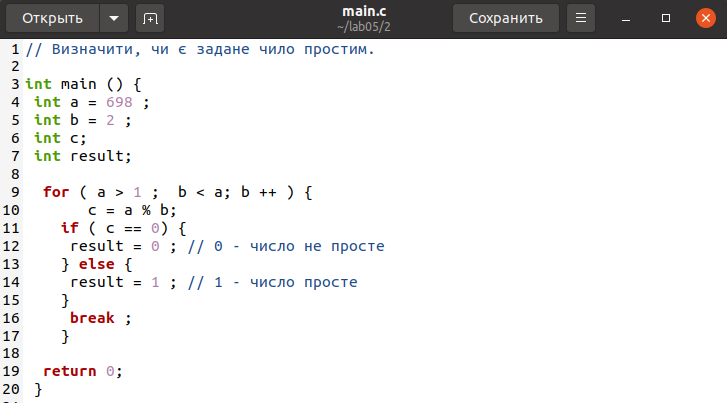 Открыть
main.c
~/lab05/2
Сохранить
1 // Визначити, чи є задане чило простим.
2
3 int main () {
4 int a = 698 ;
5 int b = 2 ;
6 int c;
7 int result;
8
9 for ( a > 1 ;  b < a; b ++ ) {
10 c = a % b;
11 if ( c == 0) {
12 result = 0 ; // 0 - число не просте
13 } else {
14 result = 1 ; // 1 - число просте
15 }
16 break ;
17 }
18
19 return 0;
20 }